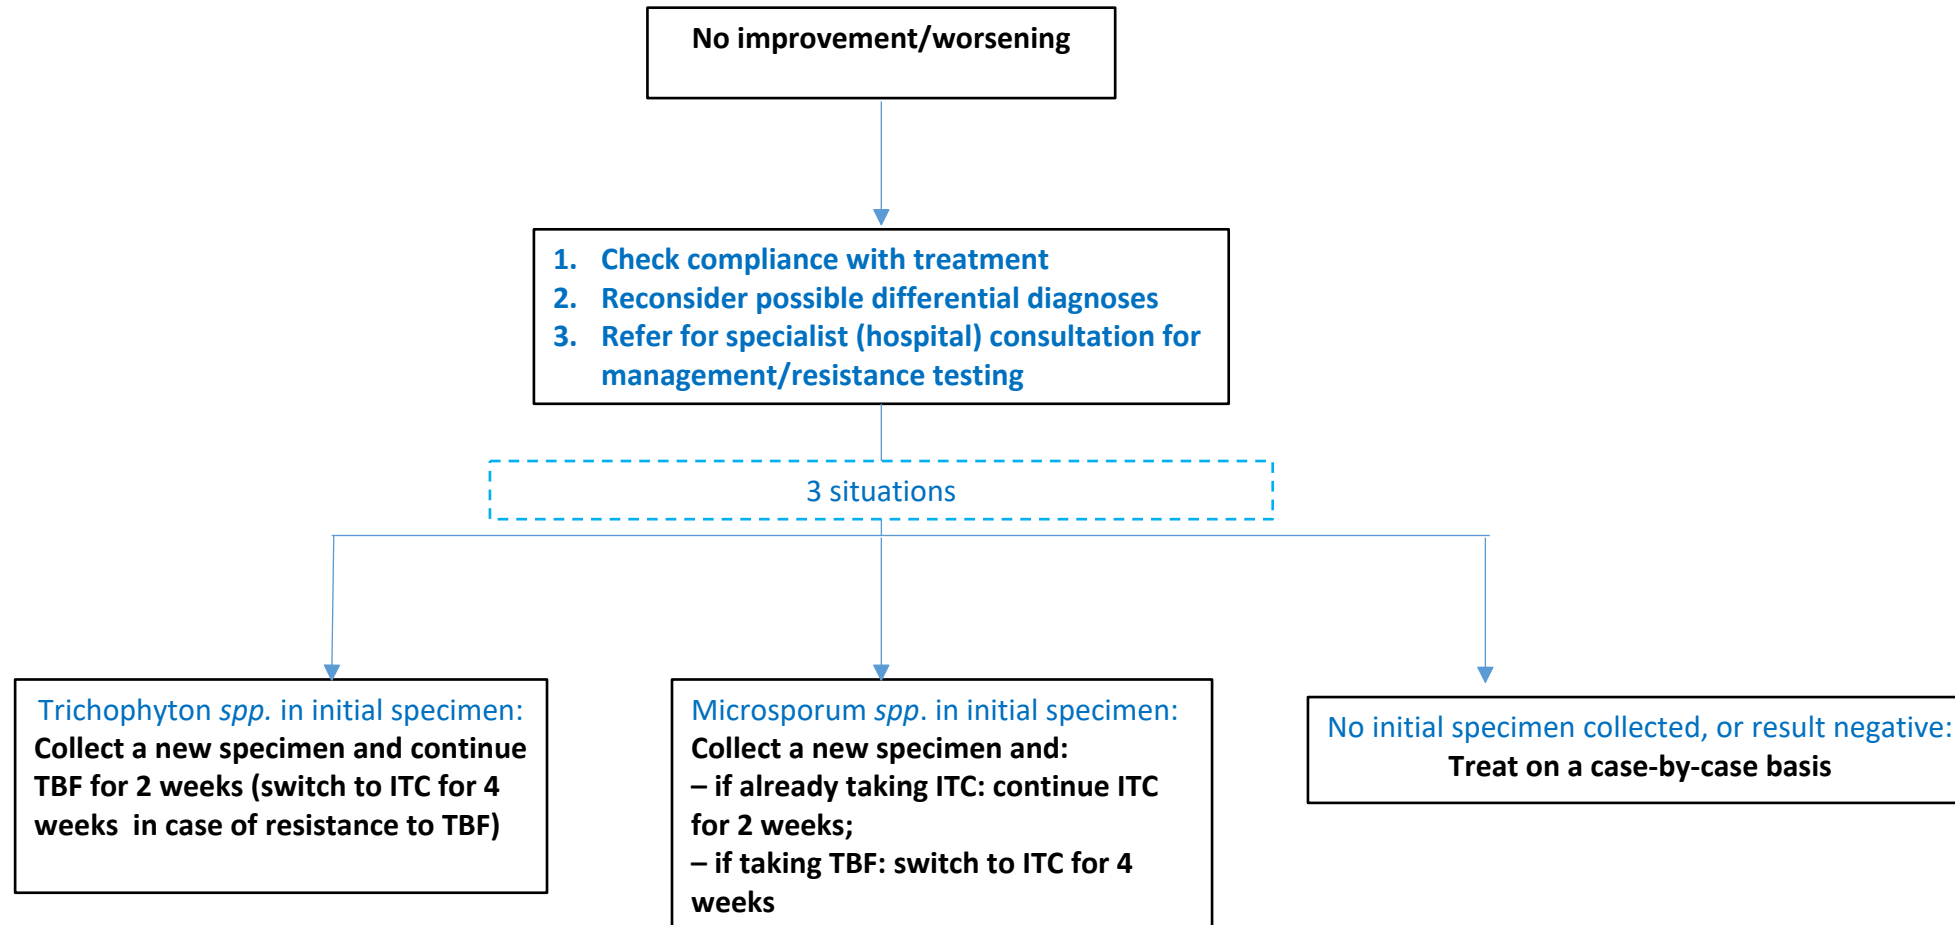 No improvement/worsening
1. Check compliance with treatment
2. Reconsider possible differential diagnoses
3. Refer for specialist (hospital) consultation for
management/resistance testing
3 situations
Trichophyton spp. in initial specimen:
Collect a new specimen and continue
TBF for 2 weeks (switch to ITC for 4
weeks in case of resistance to TBF)
Microsporum spp. in initial specimen:
Collect a new specimen and:
– if already taking ITC: continue ITC
for 2 weeks;
– if taking TBF: switch to ITC for 4
weeks
No initial specimen collected, or result negative:
Treat on a case-by-case basis